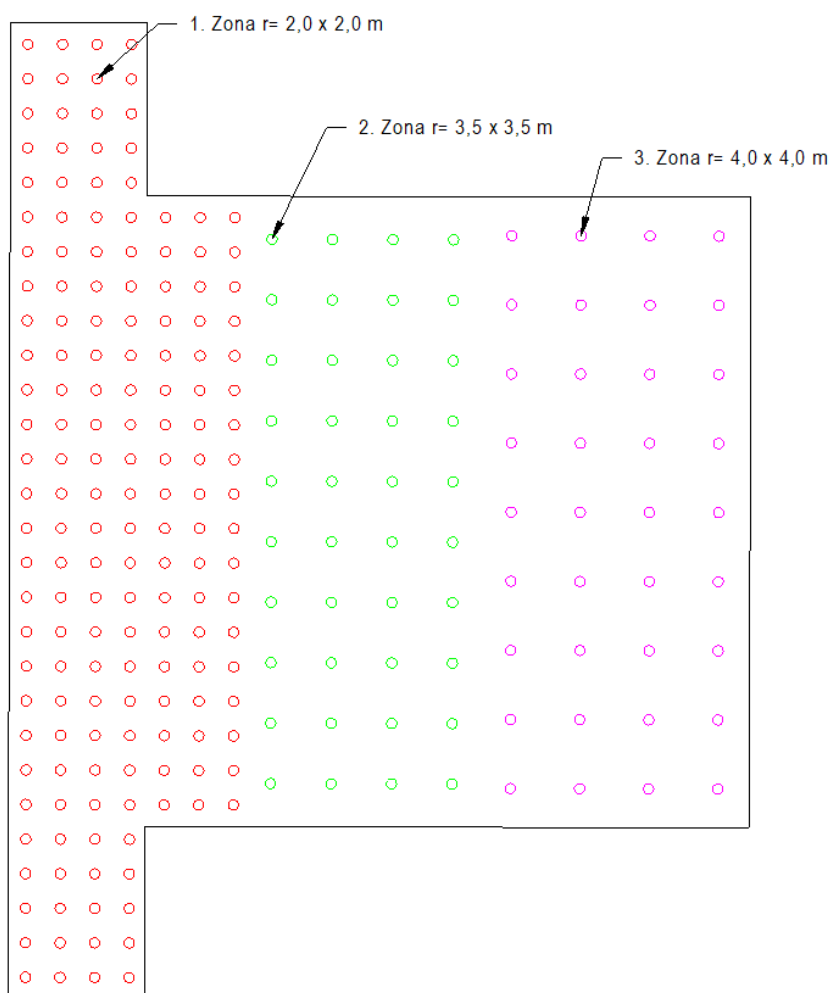 1. Zona r= 2,0 x 2,0 m
2. Zona r= 3,5 x 3,5 m
3. Zona r= 4,0 x 4,0 m